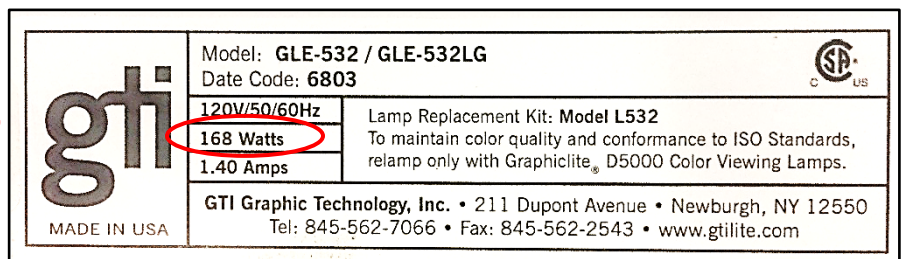 gti
MADE IN USA
Model: GLE-532 / GLE-532LG
Date Code: 6803
C SA US
120V/50/60Hz
168 Watts
1.40 Amps
Lamp Replacement Kit: Model L532
To maintain color quality and conformance to ISO Standards,
relamp only with Graphiclite® D5000 Color Viewing Lamps.
GTI Graphic Technology, Inc. • 211 Dupont Avenue • Newburgh, NY 12550
Tel: 845-562-7066 • Fax: 845-562-2543 • www.gtilite.com